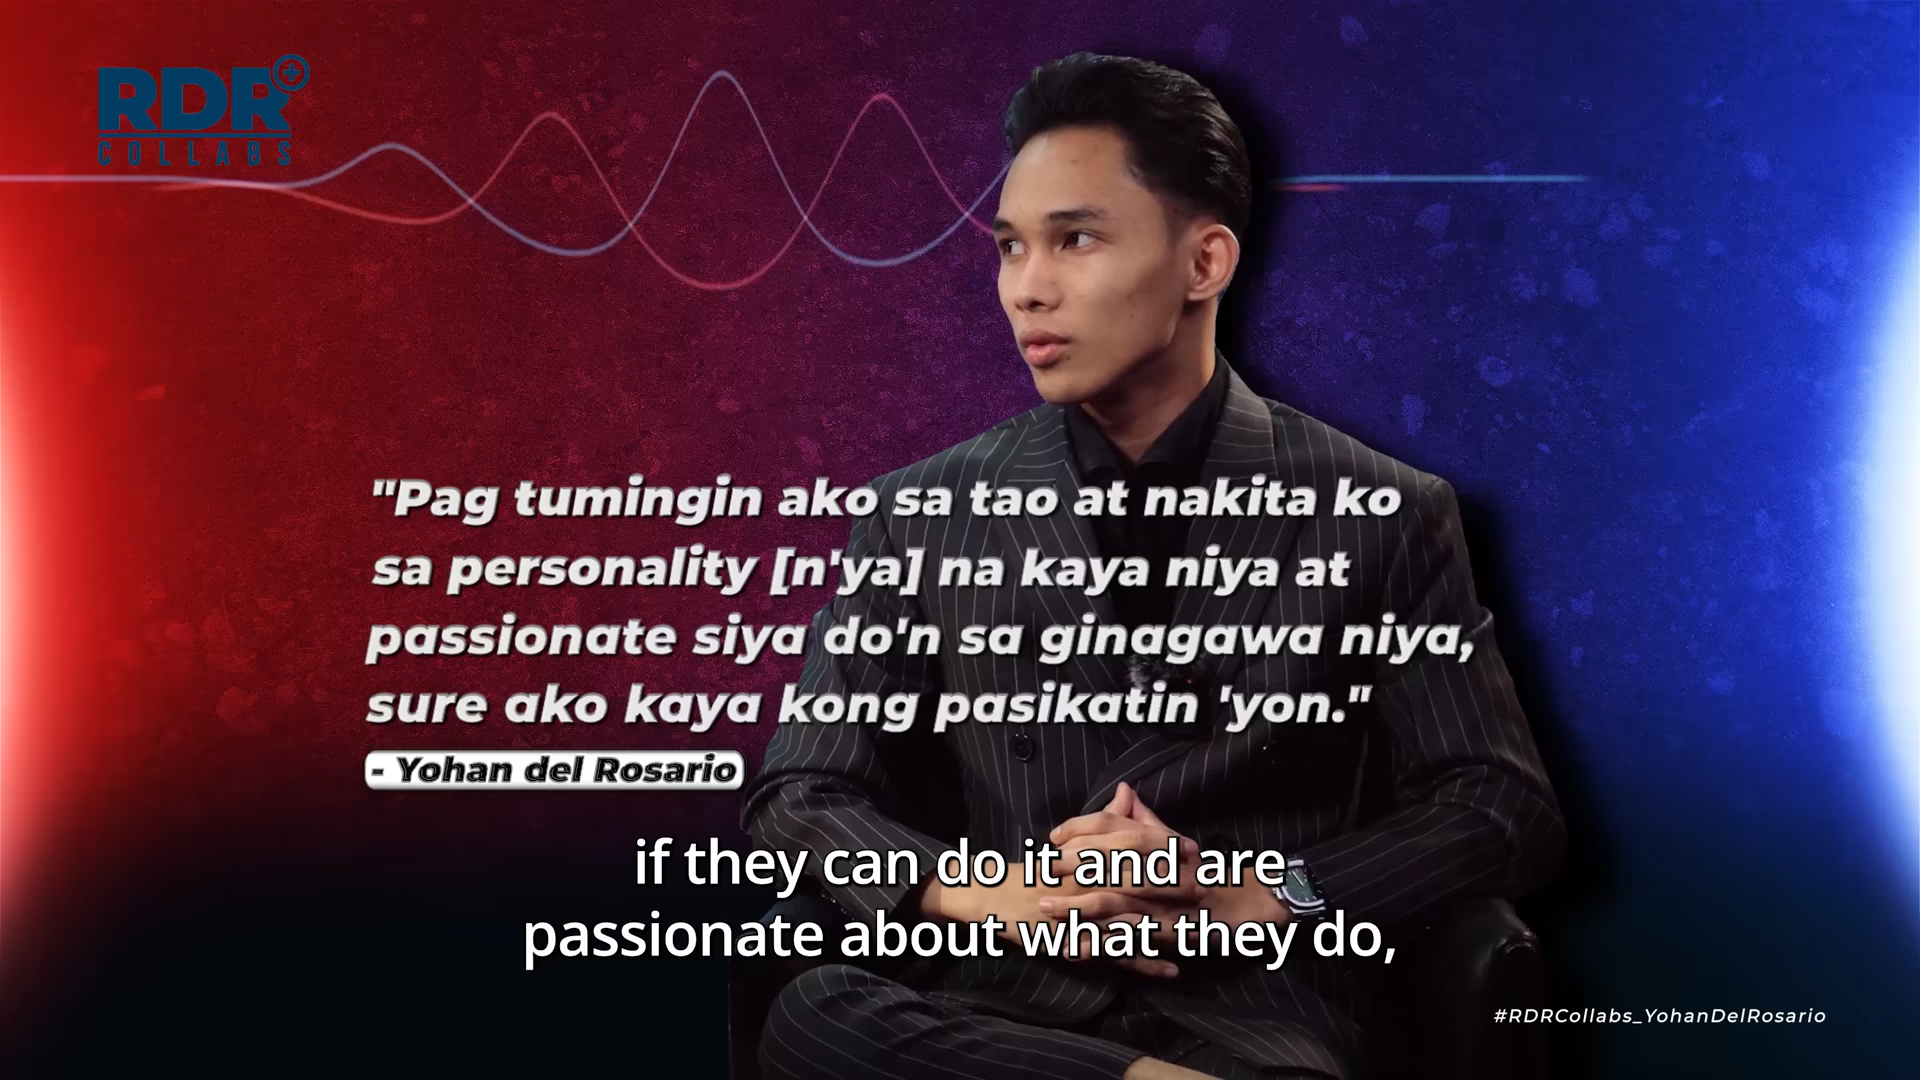 RDR+
COLLABS
"Pag tumingin ako sa tao at nakita ko
sa personality [n'ya] na kaya niya at
passionate siya do'n sa ginagawa niya,
sure ako kaya kong pasikatin 'yon."
- Yohan del Rosario
if they can do it and are
passionate about what they do,
#RDRCollabs_YohanDelRosario